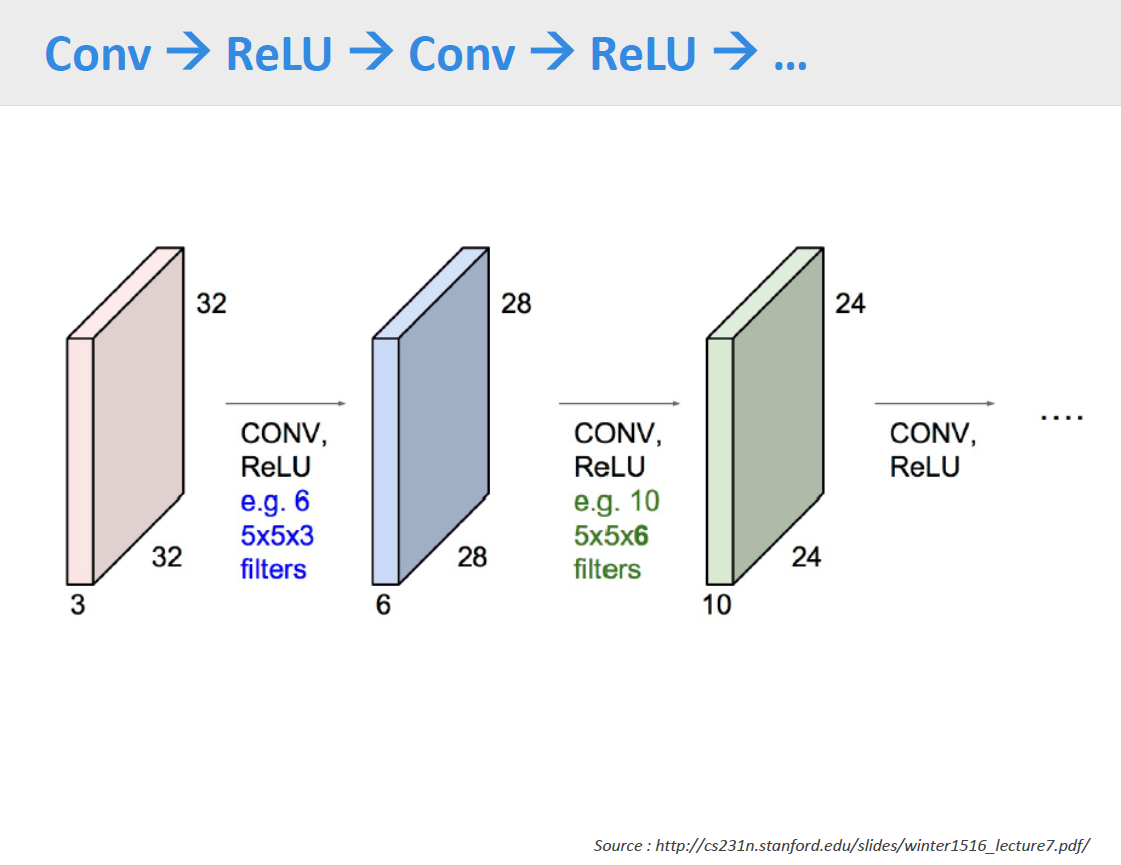 Conv → ReLU → Conv → ReLU → ...
32
28
24
CONV,
ReLU
e.g. 6
5x5x3
filters
CONV,
ReLU
e.g. 10
5x5x6
filters
CONV,
ReLU
....
32
28
24
3
6
10
Source : http://cs231n.stanford.edu/slides/winter1516_lecture7.pdf/